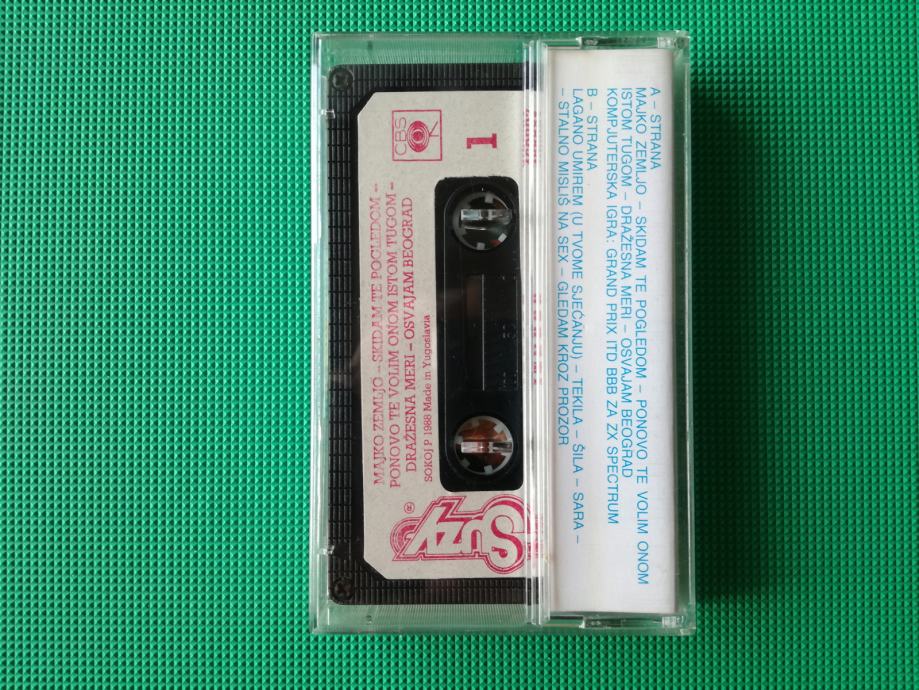 CBS
1
MAJKO ZEMLJO – SKIDAM TE POGLEDOM –
PONOVO TE VOLIM ONOM ISTOM TUGOM –
DRAŽESNA MERI – OSVAJAM BEOGRAD
SOKOJ P 1988 Made in Yugoslavia
Suzy ®
A – STRANA
MAJKO ZEMLJO – SKIDAM TE POGLEDOM – PONOVO TE VOLIM ONOM
ISTOM TUGOM – DRAŽESNA MERI – OSVAJAM BEOGRAD
KOMPJUTERSKA IGRA: GRAND PRIX ITD BBB ZA ZX SPECTRUM
B – STRANA
LAGANO UMIREM (U TVOME SJEĆANJU) – TEKILA – ŠILA – SARA –
– STALNO MISLIŠ NA SEX – GLEDAM KROZ PROZOR